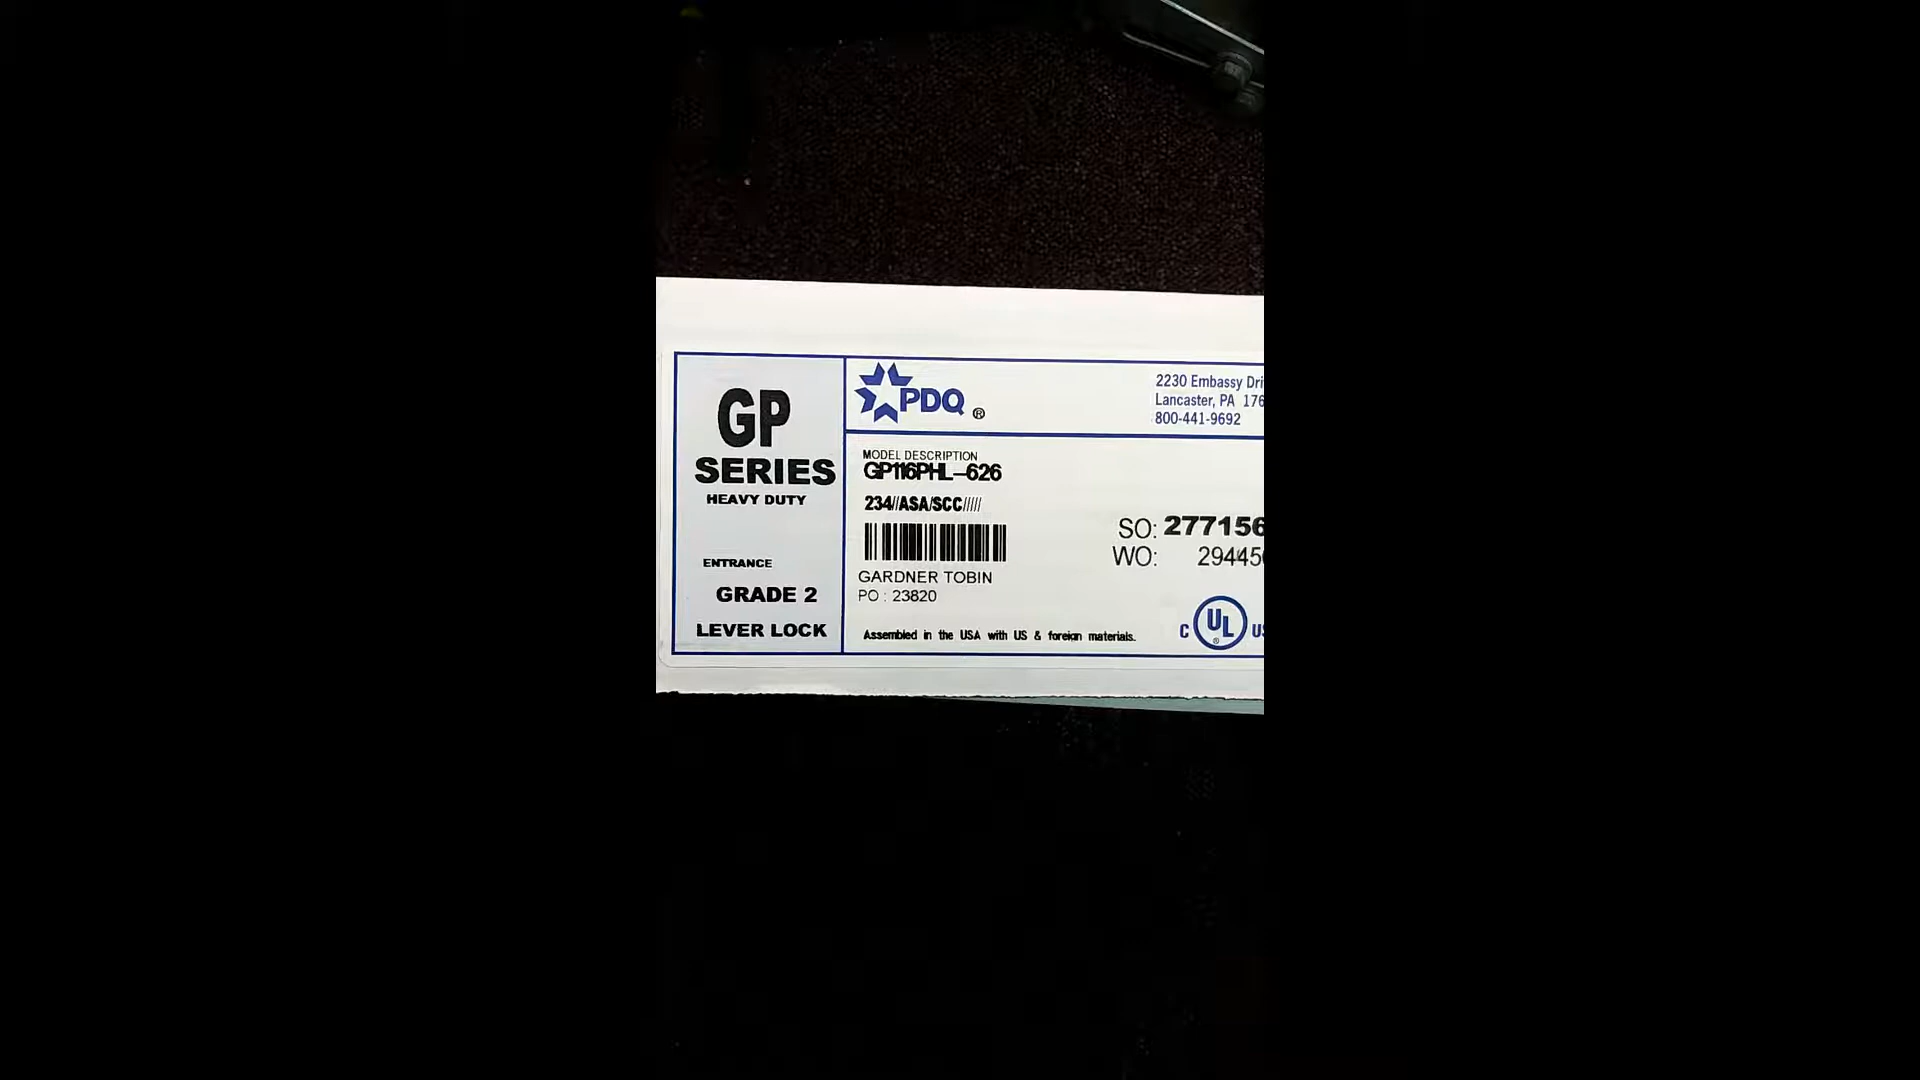 GP
SERIES
HEAVY DUTY
ENTRANCE
GRADE 2
LEVER LOCK
PDQ ®
2230 Embassy Dri
Lancaster, PA 176
800-441-9692
MODEL DESCRIPTION
GP116PHL-626
234//ASA/SCC/////
GARDNER TOBIN
PO : 23820
SO: 277156
WO: 29445
Assembled in the USA with US & foreign materials.
C UL ® US